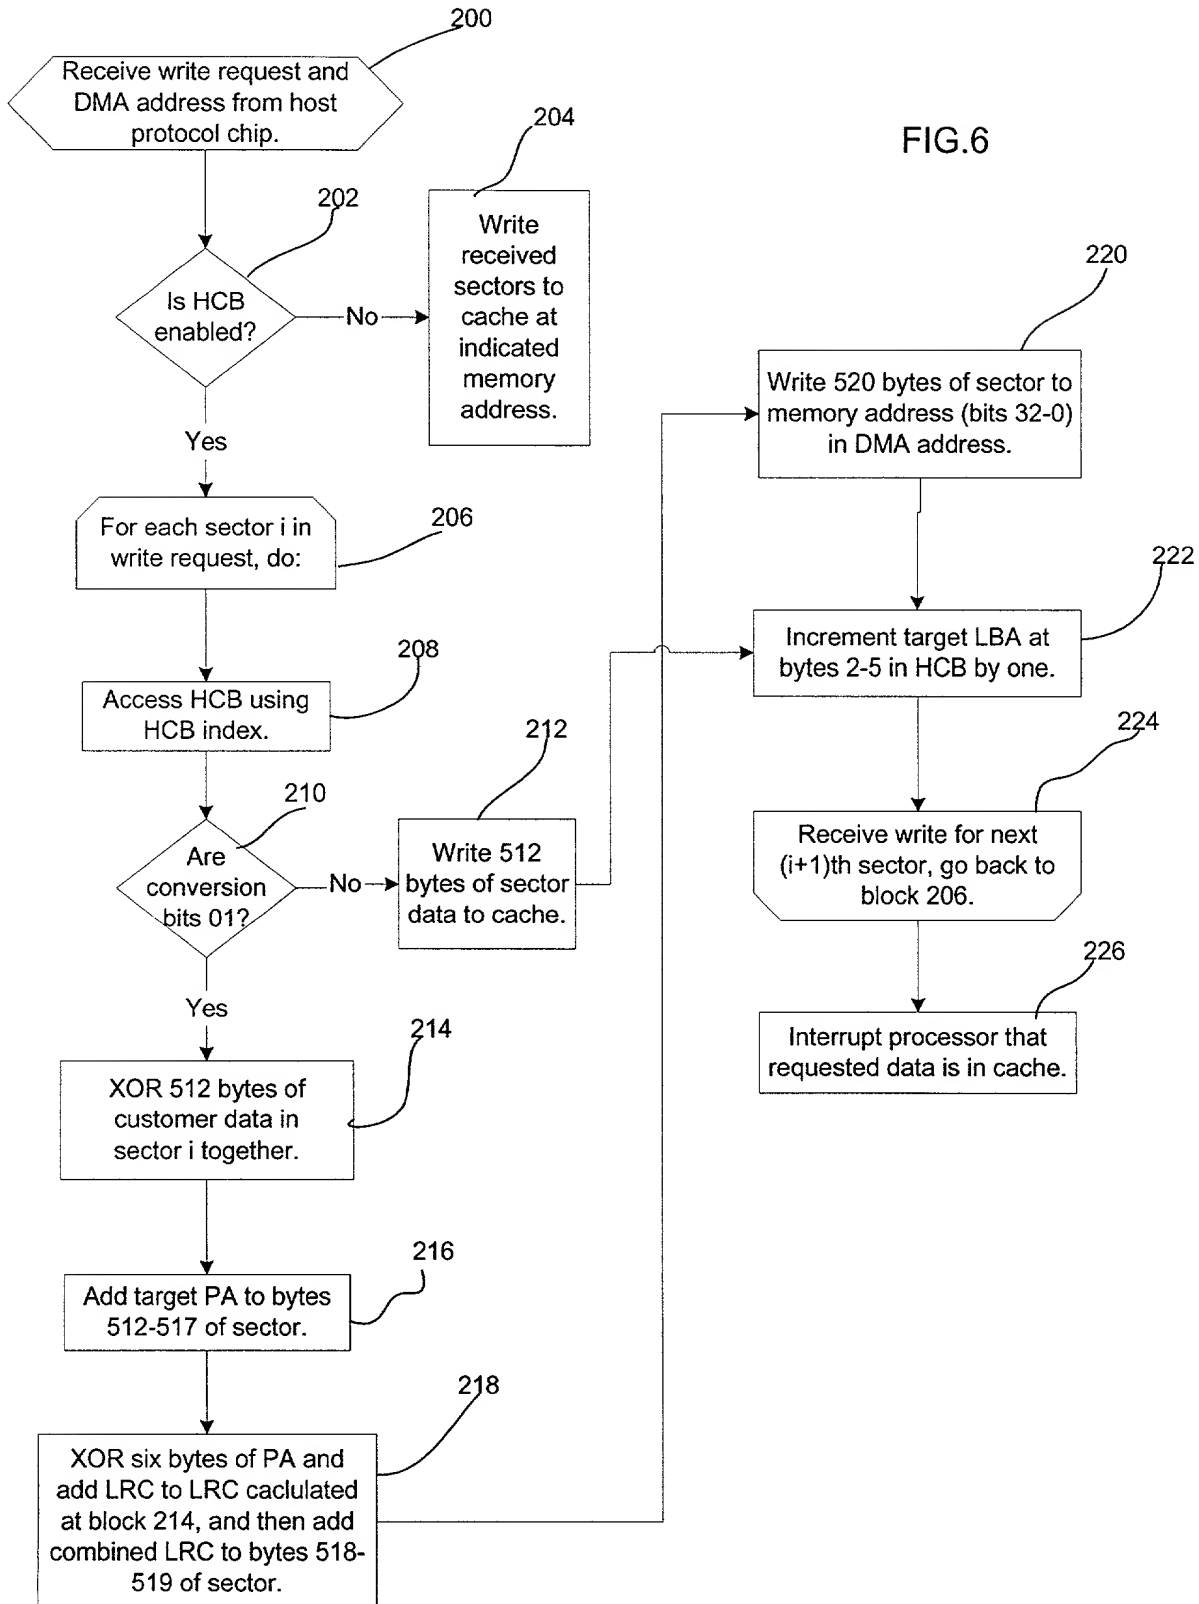 200
Receive write request and
DMA address from host
protocol chip.
FIG.6
204
202
Write
received
sectors to
cache at
indicated
memory
address.
Is HCB
enabled?
No
Yes
206
For each sector i in
write request, do:
208
Access HCB using
HCB index.
210
Are
conversion
bits 01?
No
212
Write 512
bytes of sector
data to cache.
Yes
214
XOR 512 bytes of
customer data in
sector i together.
216
Add target PA to bytes
512-517 of sector.
218
XOR six bytes of PA and
add LRC to LRC caclulated
at block 214, and then add
combined LRC to bytes 518-
519 of sector.
220
Write 520 bytes of sector to
memory address (bits 32-0)
in DMA address.
222
Increment target LBA at
bytes 2-5 in HCB by one.
224
Receive write for next
(i+1)th sector, go back to
block 206.
226
Interrupt processor that
requested data is in cache.